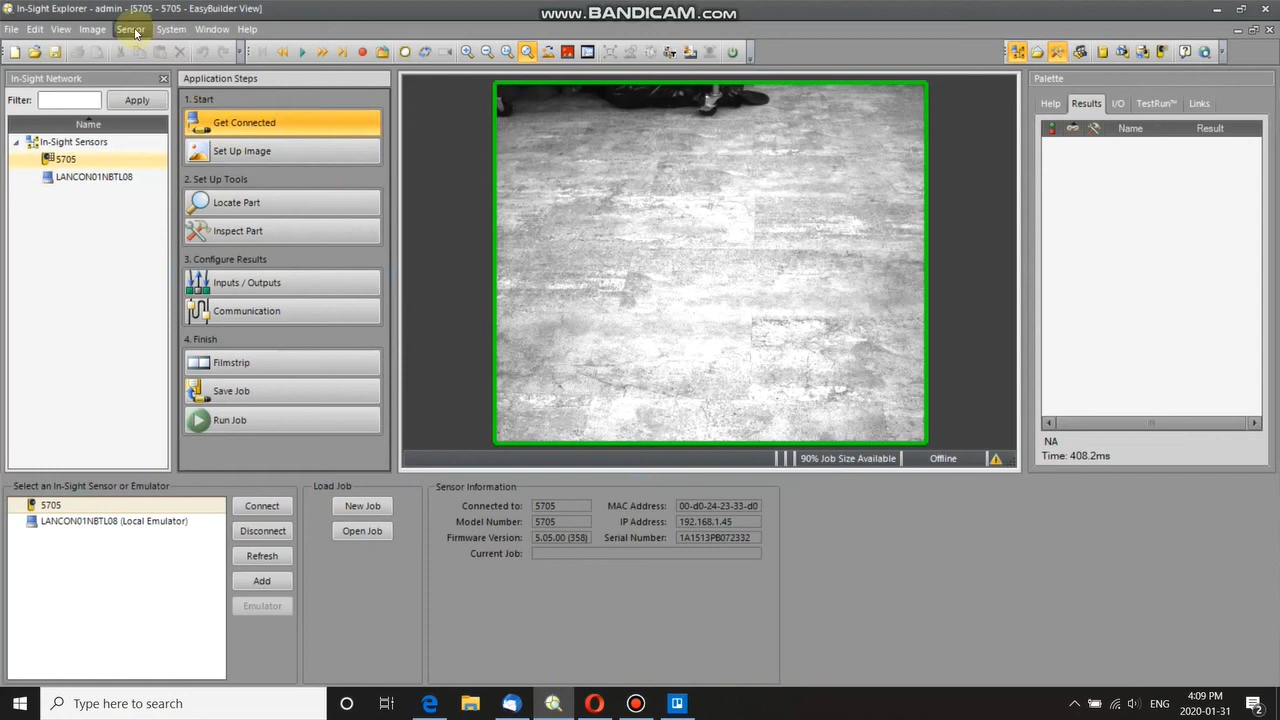 In-Sight Explorer - admin - [5705 - 5705 - EasyBuilder View]
www.BANDICAM.com
File Edit View Image Sensor System Window Help
In-Sight Network
Filter: Apply
Name
In-Sight Sensors
5705
LANCON01NBTL08
Application Steps
1. Start
Get Connected
Set Up Image
2. Set Up Tools
Locate Part
Inspect Part
3. Configure Results
Inputs / Outputs
Communication
4. Finish
Filmstrip
Save Job
Run Job
90% Job Size Available Offline
Palette
Help Results I/O TestRun™ Links
Name Result
NA
Time: 408.2ms
Select an In-Sight Sensor or Emulator
5705
LANCON01NBTL08 (Local Emulator)
Connect
Disconnect
Refresh
Add
Emulator
Load Job
New Job
Open Job
Sensor Information
Connected to: 5705 MAC Address: 00-d0-24-23-33-d0
Model Number: 5705 IP Address: 192.168.1.45
Firmware Version: 5.05.00 (358) Serial Number: 1A1513PB072332
Current Job:
Type here to search
ENG
4:09 PM
2020-01-31
2